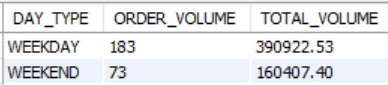 DAY_TYPE ORDER_VOLUME TOTAL_VOLUME
WEEKDAY 183 390922.53
WEEKEND 73 160407.40